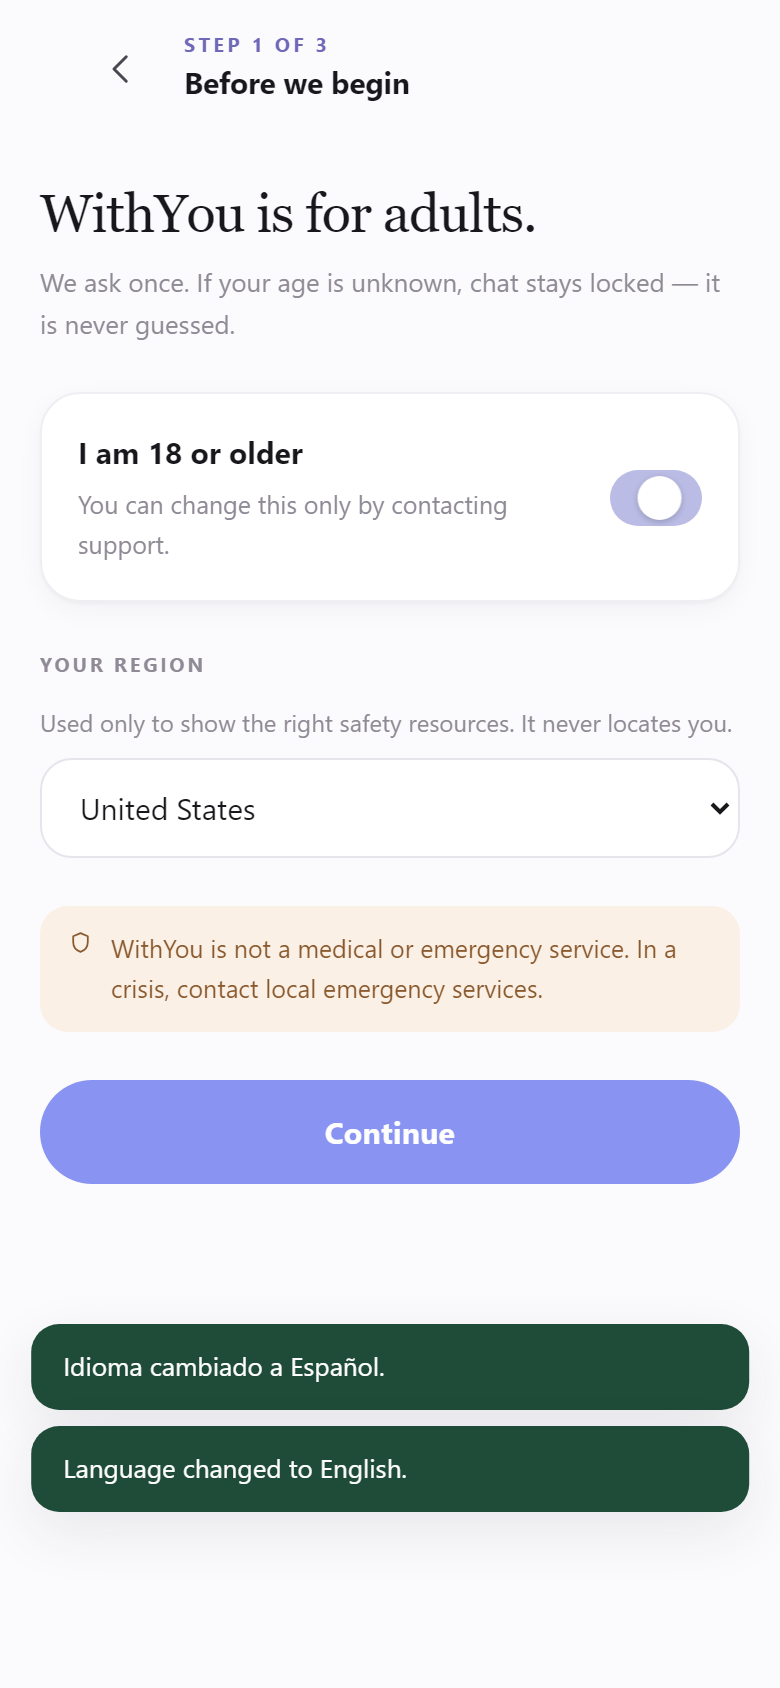 STEP 1 OF 3
Before we begin
WithYou is for adults.
We ask once. If your age is unknown, chat stays locked — it
is never guessed.
I am 18 or older
You can change this only by contacting
support.
YOUR REGION
Used only to show the right safety resources. It never locates you.
United States
WithYou is not a medical or emergency service. In a
crisis, contact local emergency services.
Continue
Idioma cambiado a Español.
Language changed to English.